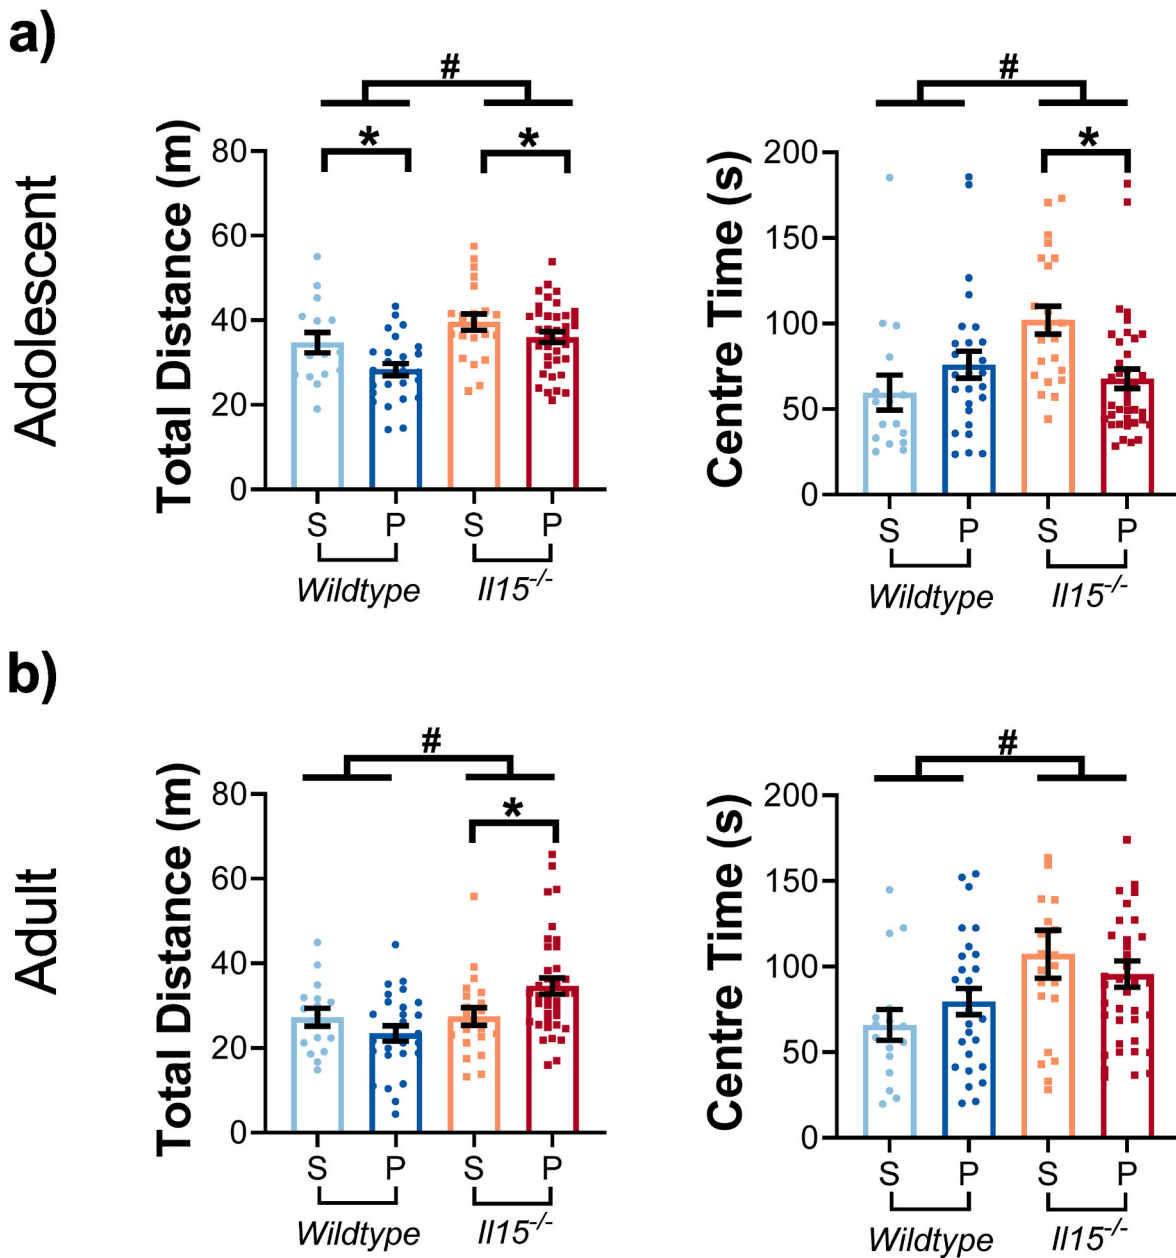 a)
Adolescent
Total Distance (m)
80
60
40
20
0
#
*
*
S P S P
Wildtype Il15-/-
Centre Time (s)
200
150
100
50
0
#
*
S P S P
Wildtype Il15-/-
b)
Adult
Total Distance (m)
80
60
40
20
0
#
*
S P S P
Wildtype Il15-/-
Centre Time (s)
200
150
100
50
0
#
S P S P
Wildtype Il15-/-